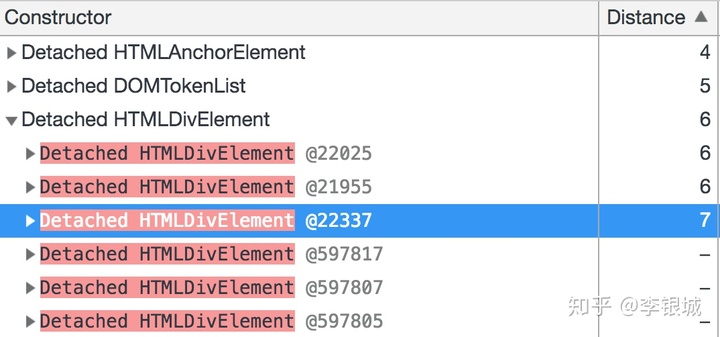 Constructor Distance
Detached HTMLAnchorElement 4
Detached DOMTokenList 5
Detached HTMLDivElement 6
Detached HTMLDivElement @22025 6
Detached HTMLDivElement @21955 6
Detached HTMLDivElement @22337 7
Detached HTMLDivElement @597817 –
Detached HTMLDivElement @597807 –
Detached HTMLDivElement @597805 –
知乎 @李银城